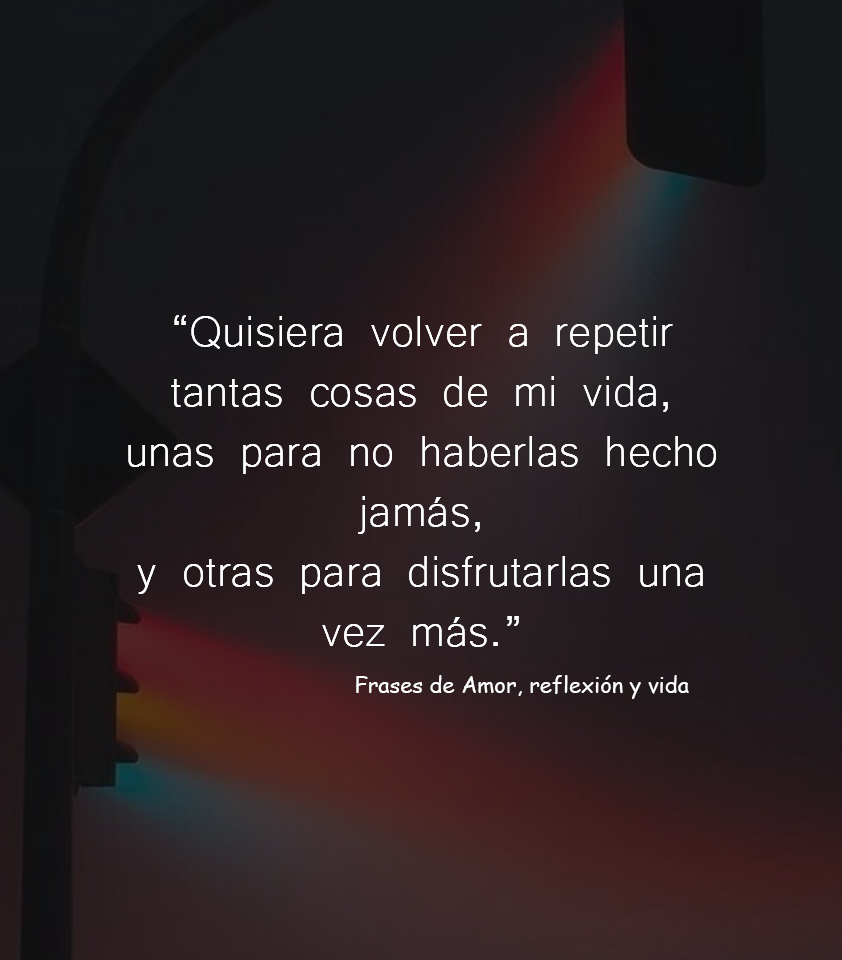 “Quisiera volver a repetir
tantas cosas de mi vida,
unas para no haberlas hecho
jamás,
y otras para disfrutarlas una
vez más.”
Frases de Amor, reflexión y vida